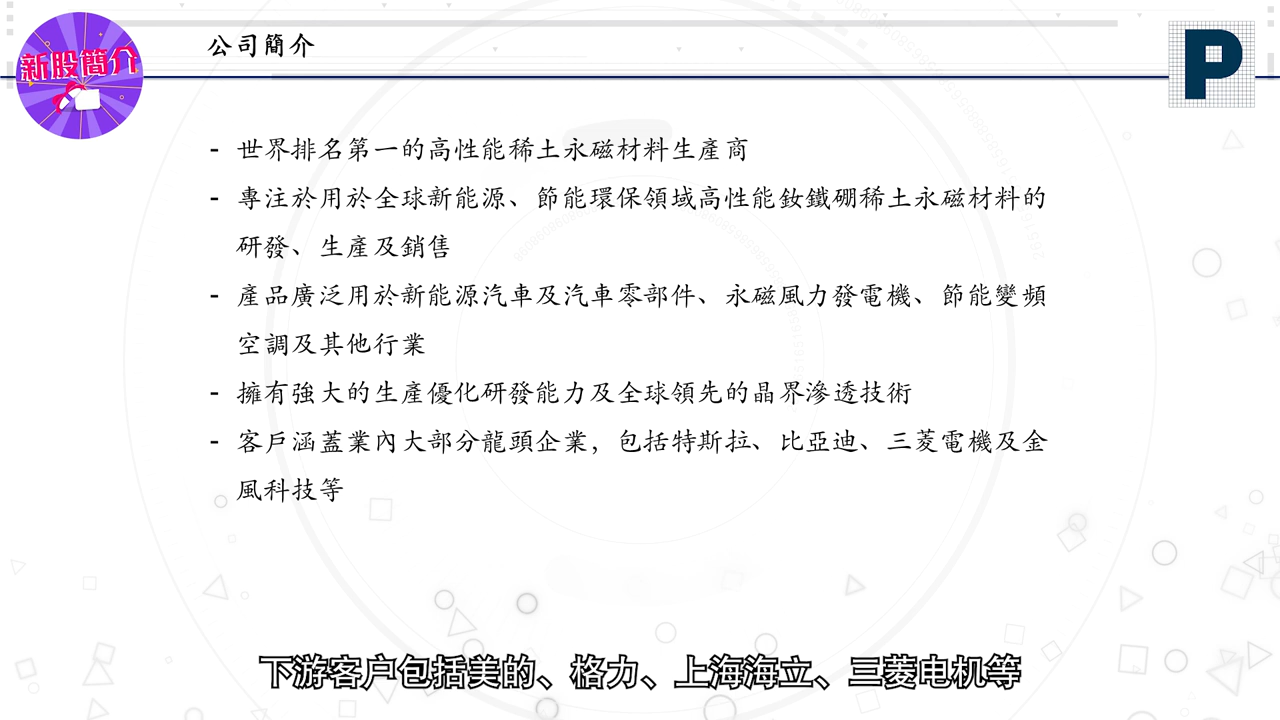 新股簡介
公司簡介
P
- 世界排名第一的高性能稀土永磁材料生產商
- 專注於用於全球新能源、節能環保領域高性能釹鐵硼稀土永磁材料的
研發、生產及銷售
- 產品廣泛用於新能源汽車及汽車零部件、永磁風力發電機、節能變頻
空調及其他行業
- 擁有強大的生產優化研發能力及全球領先的晶界滲透技術
- 客戶涵蓋業內大部分龍頭企業，包括特斯拉、比亞迪、三菱電機及金
風科技等
下游客户包括美的、格力、上海海立、三菱电机等